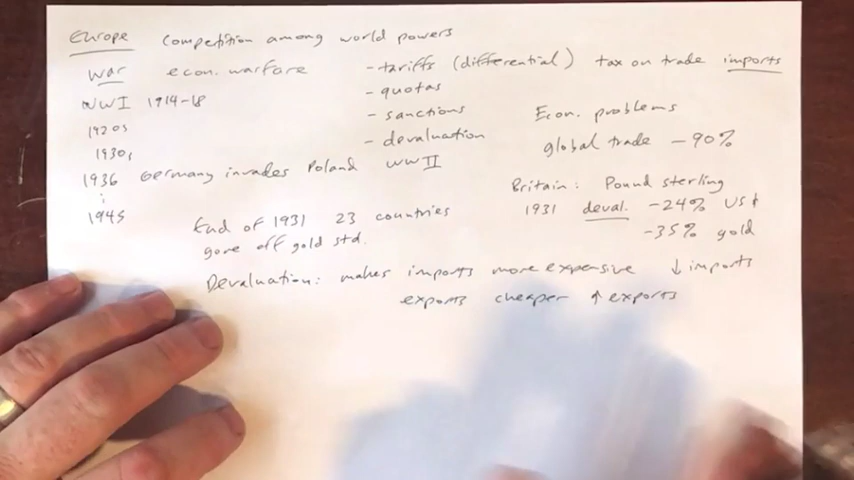 Europe Competition among world powers
War econ. warfare - tariffs (differential) tax on trade imports
WWI 1914-18 - quotas
1920s - sanctions Econ. problems
1930s - devaluation global trade -90%
1936 Germany invades Poland WWII
⋮
1945
Britain: Pound sterling
1931 deval. -24% US$
-35% gold
End of 1931 23 countries
gone off gold std.
Devaluation: makes imports more expensive ↓ imports
exports cheaper ↑ exports